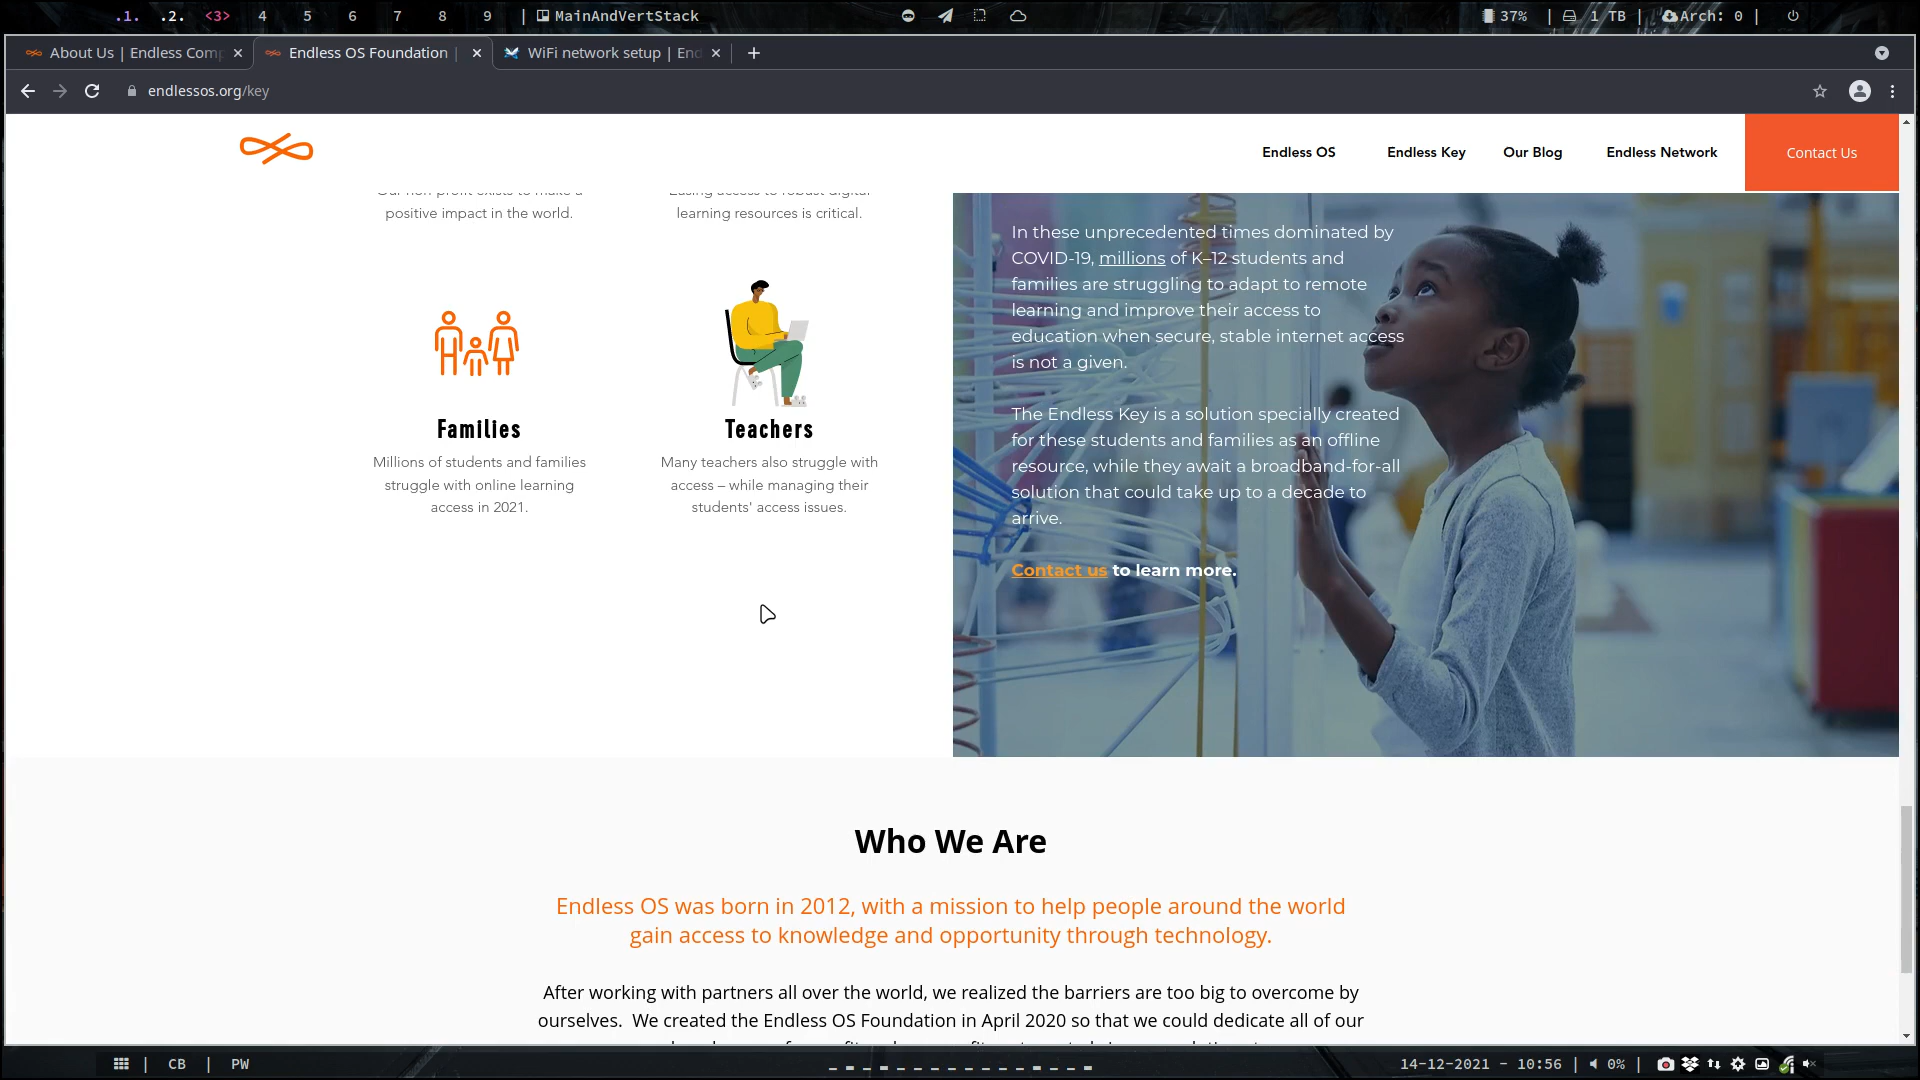 .1. .2. <3> 4 5 6 7 8 9 | MainAndVertStack
37% | 1 TB | Arch: 0 |
About Us | Endless Comp
Endless OS Foundation |
WiFi network setup | End
endlessos.org/key
Endless OS
Endless Key
Our Blog
Endless Network
Contact Us
Our non-profit exists to make a
positive impact in the world.
Easing access to robust digital
learning resources is critical.
Families
Millions of students and families
struggle with online learning
access in 2021.
Teachers
Many teachers also struggle with
access – while managing their
students' access issues.
In these unprecedented times dominated by
COVID-19, millions of K–12 students and
families are struggling to adapt to remote
learning and improve their access to
education when secure, stable internet access
is not a given.
The Endless Key is a solution specially created
for these students and families as an offline
resource, while they await a broadband-for-all
solution that could take up to a decade to
arrive.
Contact us to learn more.
Who We Are
Endless OS was born in 2012, with a mission to help people around the world
gain access to knowledge and opportunity through technology.
After working with partners all over the world, we realized the barriers are too big to overcome by
ourselves.  We created the Endless OS Foundation in April 2020 so that we could dedicate all of our
| CB | PW
14-12-2021 - 10:56 | 0% |